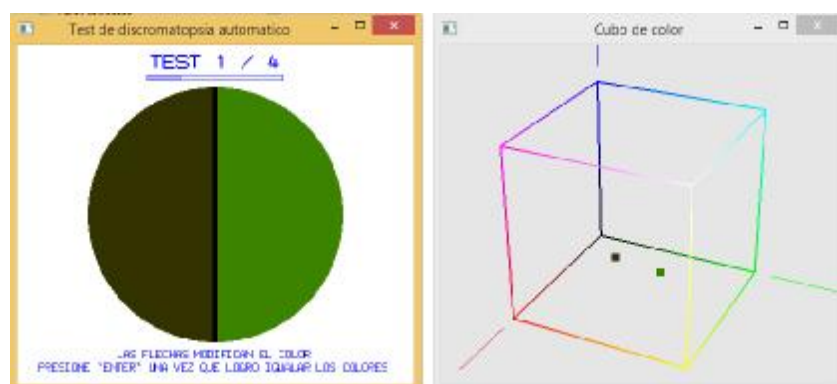 Test de discromatopsia automatico
TEST 1 / 4
LAS FLECHAS MODIFICAN EL COLOR
PRESIONE "ENTER" UNA VEZ QUE LOGRO IGUALAR LOS COLORES
Cubo de color